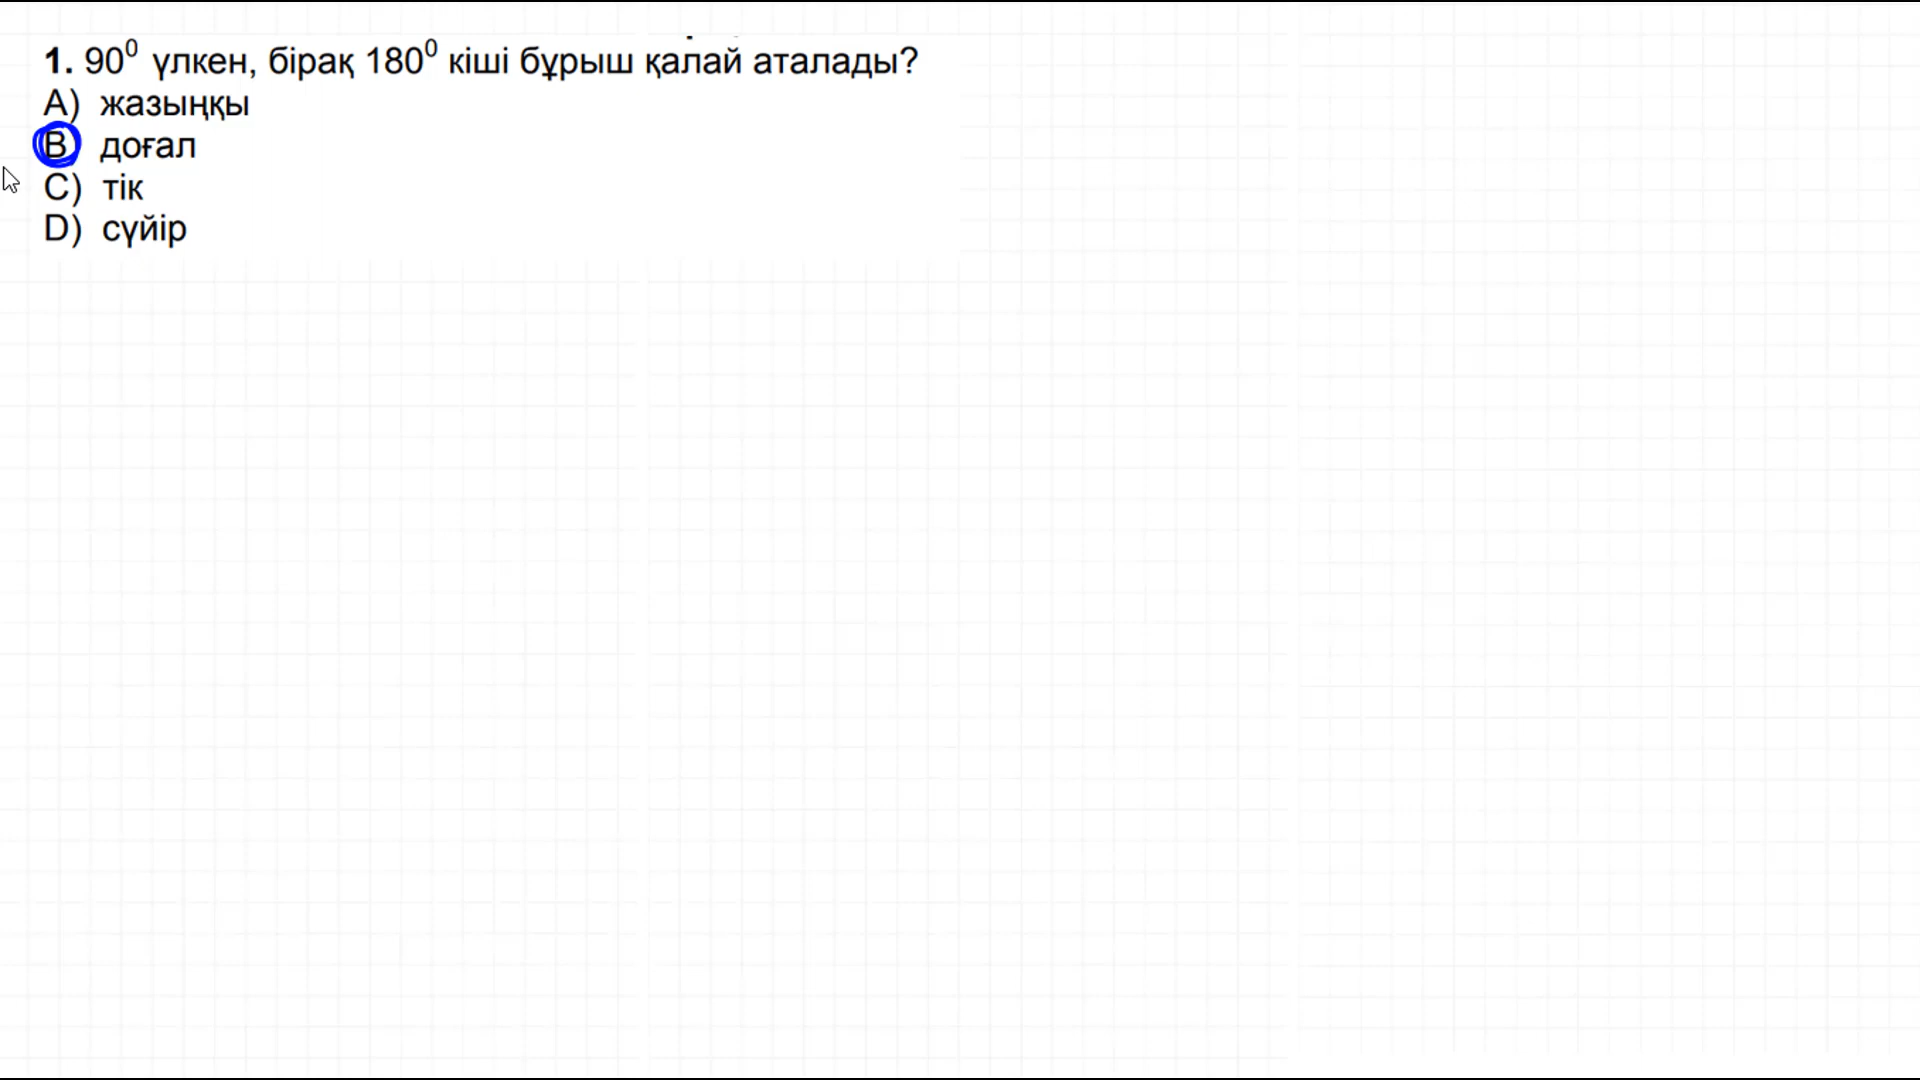 1. 90⁰ үлкен, бірақ 180⁰ кіші бұрыш қалай аталады?
A) жазыңқы
B) доғал
C) тік
D) сүйір